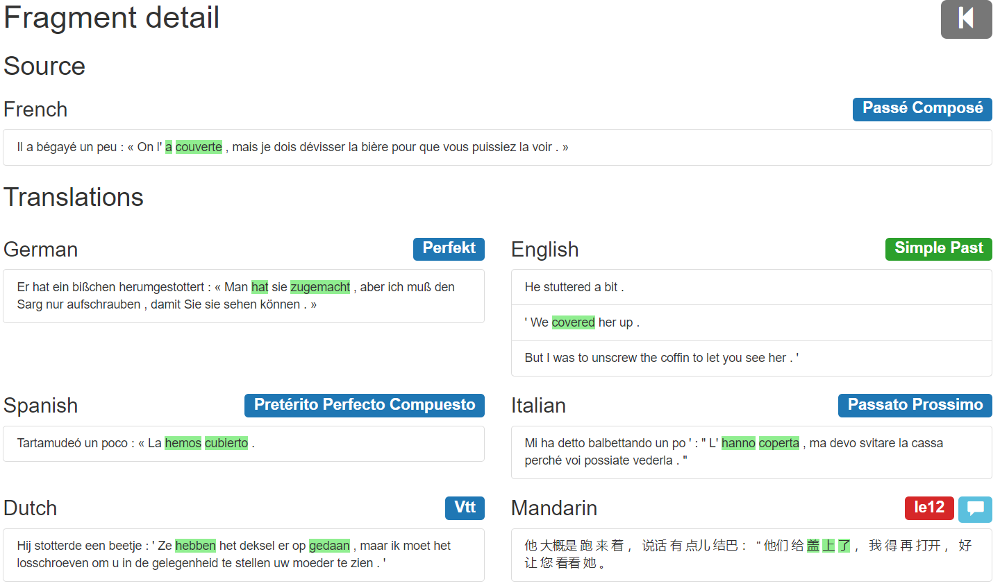 Fragment detail
Source
French
Passé Composé
Il a bégayé un peu : « On l' a couverte , mais je dois dévisser la bière pour que vous puissiez la voir . »
Translations
German
Perfekt
Er hat ein bißchen herumgestottert : « Man hat sie zugemacht , aber ich muß den
Sarg nur aufschrauben , damit Sie sie sehen können . »
English
Simple Past
He stuttered a bit .
' We covered her up .
But I was to unscrew the coffin to let you see her . '
Spanish
Pretérito Perfecto Compuesto
Tartamudeó un poco : « La hemos cubierto .
Italian
Passato Prossimo
Mi ha detto balbettando un po ' : " L' hanno coperta , ma devo svitare la cassa
perché voi possiate vederla . "
Dutch
Vtt
Hij stotterde een beetje : ' Ze hebben het deksel er op gedaan , maar ik moet het
losschroeven om u in de gelegenheid te stellen uw moeder te zien . '
Mandarin
le12
他 大概是 跑 来 着 ， 说话 有 点儿 结巴 ： “ 他们 给 盖 上 了 ， 我 得 再 打开 ， 好
让 您 看看 她 。